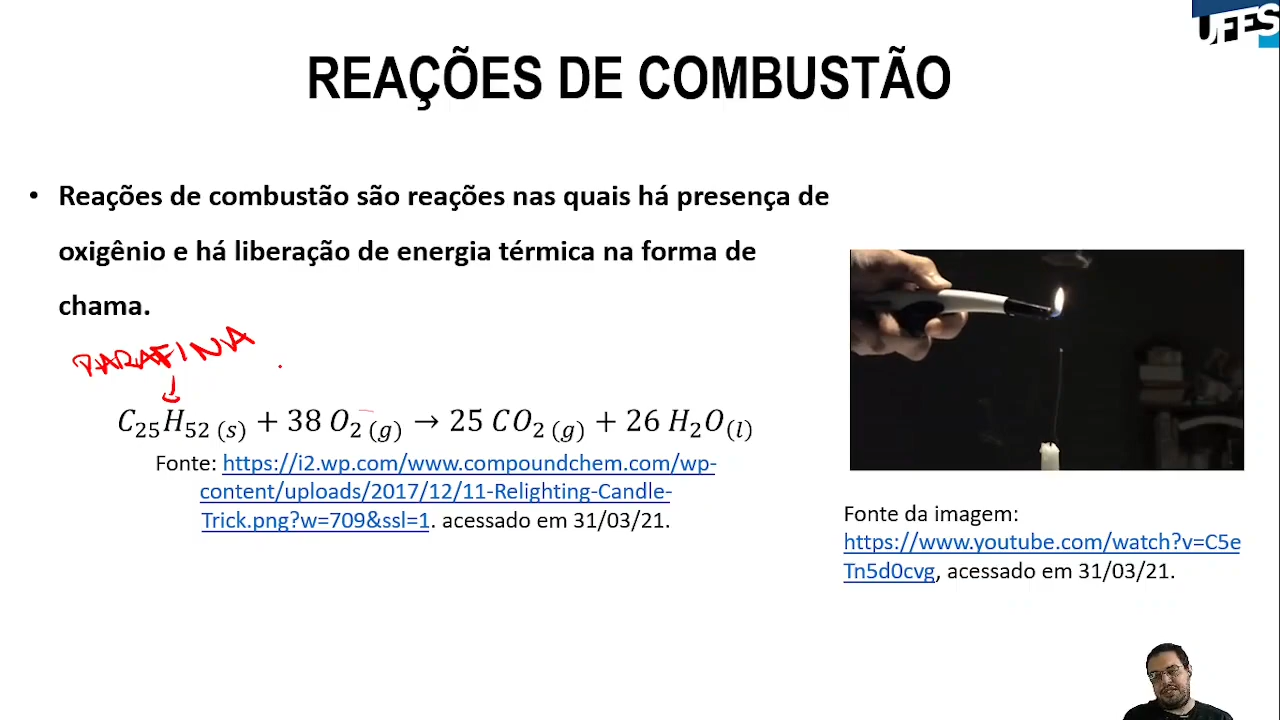 UFES
REAÇÕES DE COMBUSTÃO
• Reações de combustão são reações nas quais há presença de
oxigênio e há liberação de energia térmica na forma de
chama.
PARAFINA
C₂₅H₅₂ (s) + 38 O₂ (g) → 25 CO₂ (g) + 26 H₂O(l)
Fonte: https://i2.wp.com/www.compoundchem.com/wp-
content/uploads/2017/12/11-Relighting-Candle-
Trick.png?w=709&ssl=1. acessado em 31/03/21.
Fonte da imagem:
https://www.youtube.com/watch?v=C5e
Tn5d0cvg, acessado em 31/03/21.